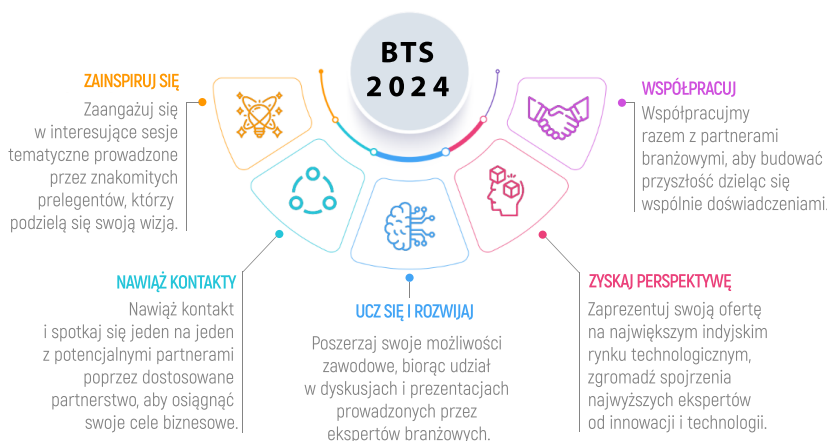 BTS
2024
ZAINSPIRUJ SIĘ
Zaangażuj się
w interesujące sesje
tematyczne prowadzone
przez znakomitych
prelegentów, którzy
podzielą się swoją wizją.
NAWIĄŻ KONTAKTY
Nawiąż kontakt
i spotkaj się jeden na jeden
z potencjalnymi partnerami
poprzez dostosowane
partnerstwo, aby osiągnąć
swoje cele biznesowe.
UCZ SIĘ I ROZWIJAJ
Poszerzaj swoje możliwości
zawodowe, biorąc udział
w dyskusjach i prezentacjach
prowadzonych przez
ekspertów branżowych.
ZYSKAJ PERSPEKTYWĘ
Zaprezentuj swoją ofertę
na największym indyjskim
rynku technologicznym,
zgromadź spojrzenia
najwyższych ekspertów
od innowacji i technologii.
WSPÓŁPRACUJ
Współpracujmy
razem z partnerami
branżowymi, aby budować
przyszłość dzieląc się
wspólnie doświadczeniami.